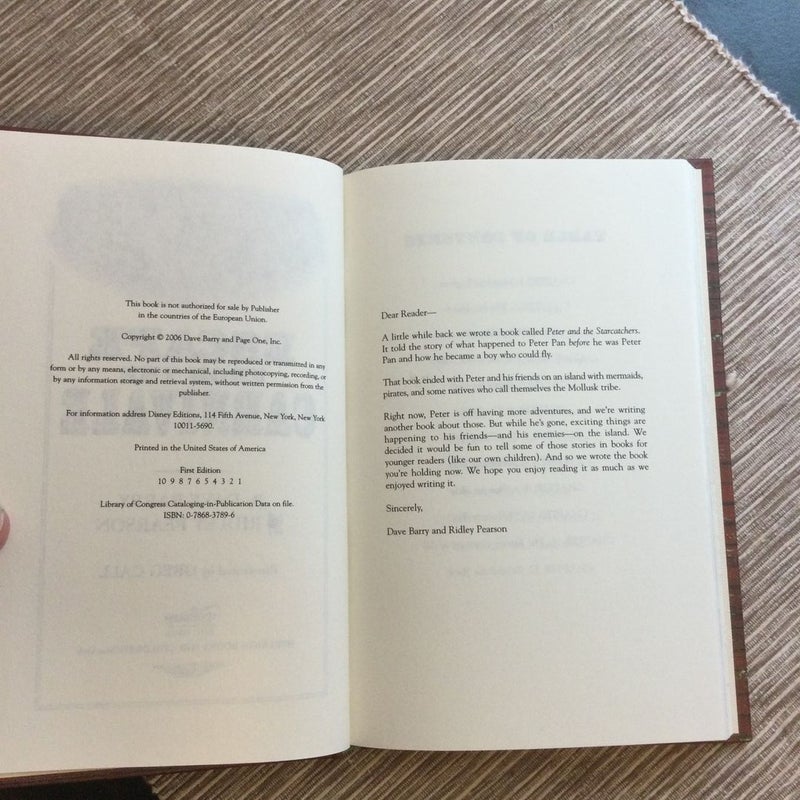 This book is not authorized for sale by Publisher
in the countries of the European Union.
Copyright © 2006 Dave Barry and Page One, Inc.
All rights reserved. No part of this book may be reproduced or transmitted in any
form or by any means, electronic or mechanical, including photocopying, recording, or
by any information storage and retrieval system, without written permission from the
publisher.
For information address Disney Editions, 114 Fifth Avenue, New York, New York
10011-5690.
Printed in the United States of America
First Edition
10 9 8 7 6 5 4 3 2 1
Library of Congress Cataloging-in-Publication Data on file.
ISBN: 0-7868-3789-6
Dear Reader—
A little while back we wrote a book called Peter and the Starcatchers.
It told the story of what happened to Peter Pan before he was Peter
Pan and how he became a boy who could fly.
That book ended with Peter and his friends on an island with mermaids,
pirates, and some natives who call themselves the Mollusk tribe.
Right now, Peter is off having more adventures, and we're writing
another book about those. But while he's gone, exciting things are
happening to his friends—and his enemies—on the island. We
decided it would be fun to tell some of those stories in books for
younger readers (like our own children). And so we wrote the book
you're holding now. We hope you enjoy reading it as much as we
enjoyed writing it.
Sincerely,
Dave Barry and Ridley Pearson